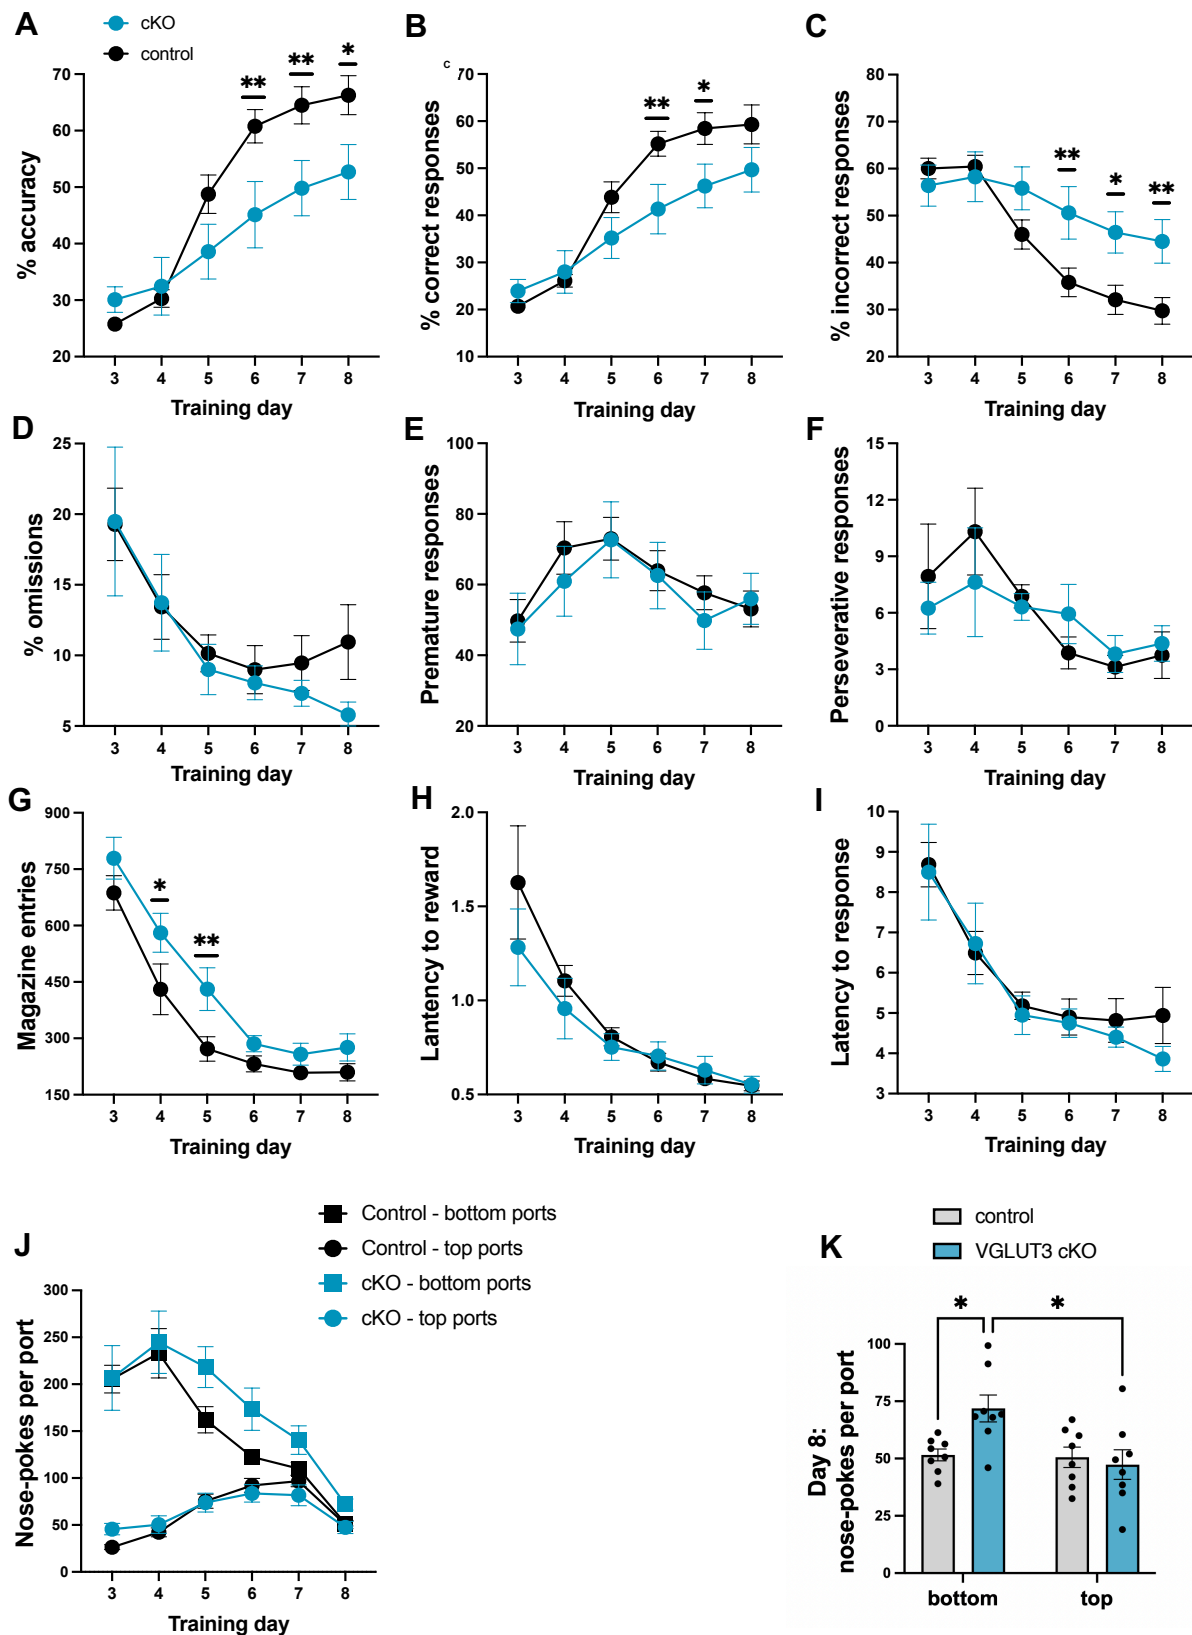 A
cKO
control
% accuracy
70
60
50
40
30
20
** ** *
3 4 5 6 7 8
Training day
B
c
% correct responses
70
60
50
40
30
20
10
** *
3 4 5 6 7 8
Training day
C
% incorrect responses
80
70
60
50
40
30
20
** * **
3 4 5 6 7 8
Training day
D
% omissions
25
20
15
10
5
3 4 5 6 7 8
Training day
E
Premature responses
100
80
60
40
20
3 4 5 6 7 8
Training day
F
Perseverative responses
15
12
9
6
3
0
3 4 5 6 7 8
Training day
G
Magazine entries
900
750
600
450
300
150
* **
3 4 5 6 7 8
Training day
H
Lantency to reward
2.0
1.5
1.0
0.5
3 4 5 6 7 8
Training day
I
Latency to response
10
9
8
7
6
5
4
3
3 4 5 6 7 8
Training day
J
Control - bottom ports
Control - top ports
cKO - bottom ports
cKO - top ports
Nose-pokes per port
300
250
200
150
100
50
0
3 4 5 6 7 8
Training day
K
control
VGLUT3 cKO
Day 8:
nose-pokes per port
100
75
50
25
0
* *
bottom top